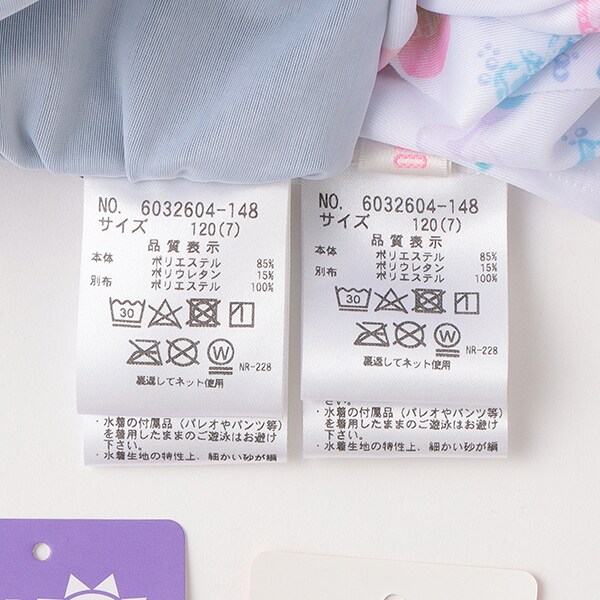 NO. 6032604-148
サイズ 120(7)
品質表示
本体 ポリエステル 85%
ポリウレタン 15%
別布 ポリエステル 100%
30
W
NR-228
裏返してネット使用
・水着の付属品（パレオやパンツ等）
を着用したままのご遊泳はお避け
下さい。
・水着生地の特性上、細かい砂が繊
NO. 6032604-148
サイズ 120(7)
品質表示
本体 ポリエステル 85%
ポリウレタン 15%
別布 ポリエステル 100%
30
W
NR-228
裏返してネット使用
さい。
・水着の付属品（パレオやパンツ等）
を着用したままのご遊泳はお避け
下さい。
・水着生地の特性上、細かい砂が繊